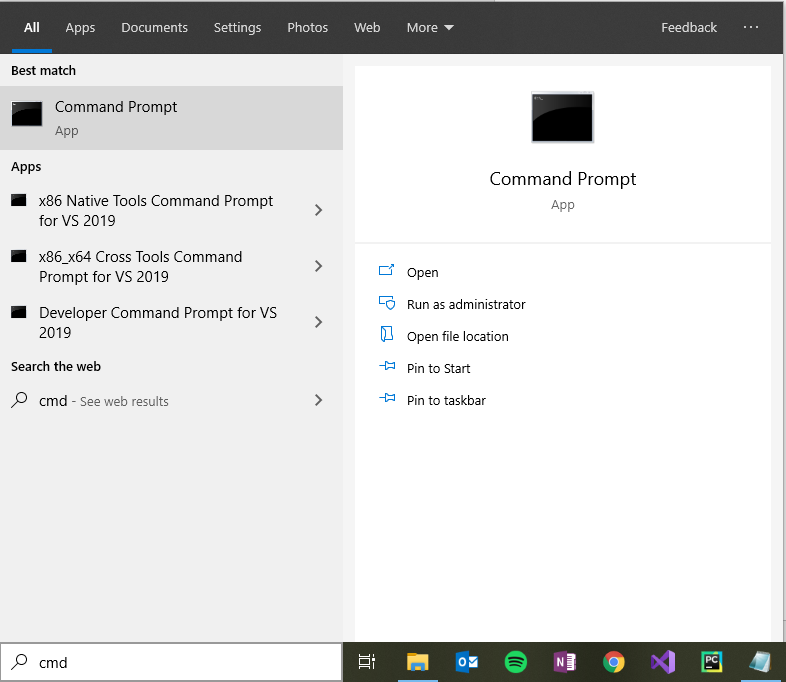 All Apps Documents Settings Photos Web More Feedback ...
Best match
Command Prompt
App
Apps
x86 Native Tools Command Prompt
for VS 2019
x86_x64 Cross Tools Command
Prompt for VS 2019
Developer Command Prompt for VS
2019
Search the web
cmd - See web results
Command Prompt
App
Open
Run as administrator
Open file location
Pin to Start
Pin to taskbar
cmd
O
N
PC